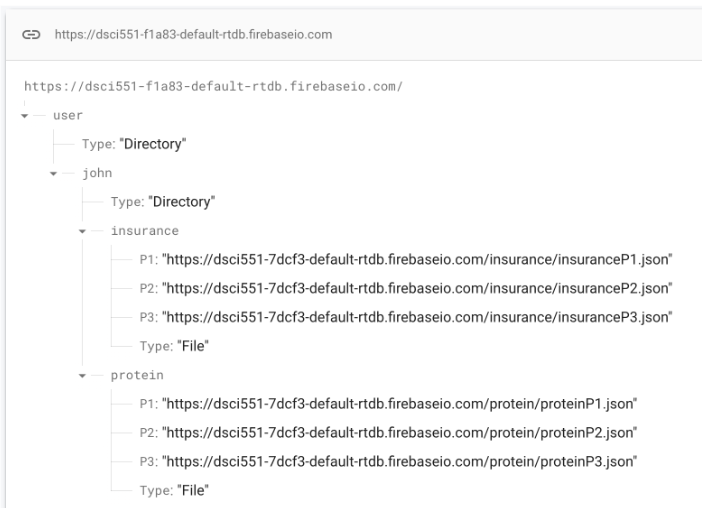 https://dsci551-f1a83-default-rtdb.firebaseio.com
https://dsci551-f1a83-default-rtdb.firebaseio.com/
user
Type: "Directory"
john
Type: "Directory"
insurance
P1: "https://dsci551-7dcf3-default-rtdb.firebaseio.com/insurance/insuranceP1.json"
P2: "https://dsci551-7dcf3-default-rtdb.firebaseio.com/insurance/insuranceP2.json"
P3: "https://dsci551-7dcf3-default-rtdb.firebaseio.com/insurance/insuranceP3.json"
Type: "File"
protein
P1: "https://dsci551-7dcf3-default-rtdb.firebaseio.com/protein/proteinP1.json"
P2: "https://dsci551-7dcf3-default-rtdb.firebaseio.com/protein/proteinP2.json"
P3: "https://dsci551-7dcf3-default-rtdb.firebaseio.com/protein/proteinP3.json"
Type: "File"